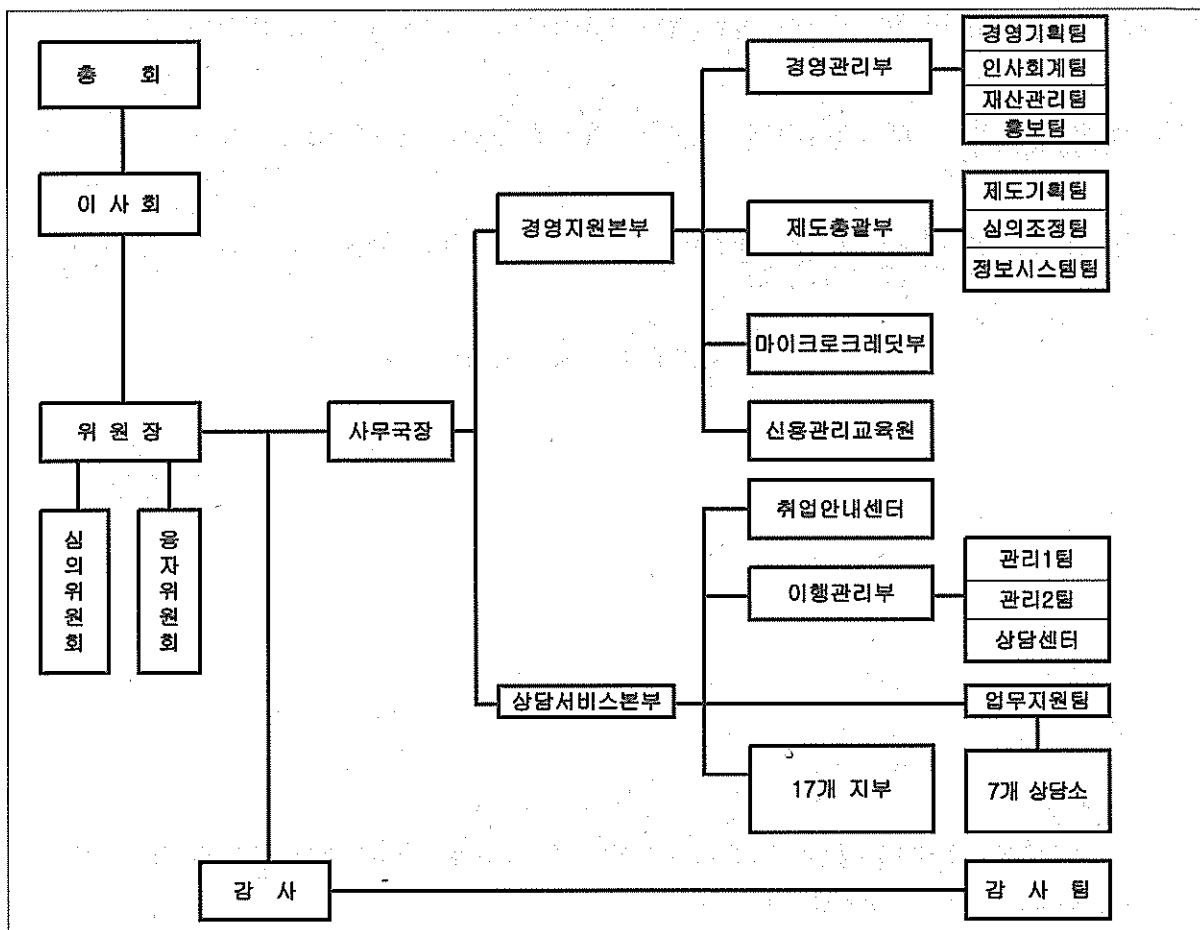 총 회
이 사 회
위 원 장
심의위원회
융자위원회
사무국장
경영지원본부
경영관리부
경영기획팀
인사회계팀
재산관리팀
홍보팀
제도총괄부
제도기획팀
심의조정팀
정보시스템팀
마이크로크레딧부
신용관리교육원
상담서비스본부
취업안내센터
이행관리부
관리1팀
관리2팀
상담센터
업무지원팀
17개 지부
7개 상담소
감 사
감 사 팀